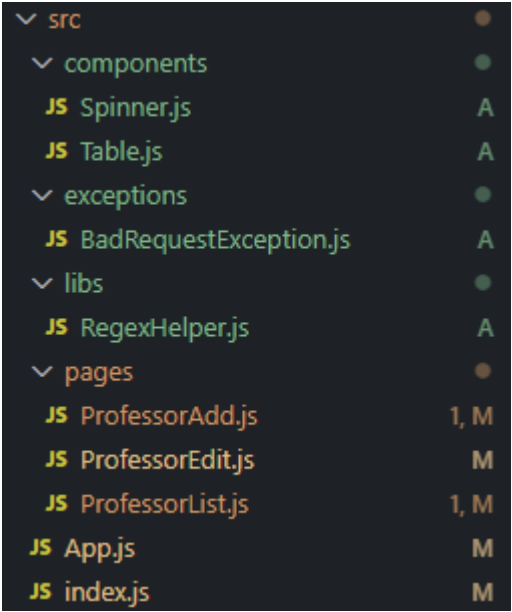 src
components
JS Spinner.js A
JS Table.js A
exceptions
JS BadRequestException.js A
libs
JS RegexHelper.js A
pages
JS ProfessorAdd.js 1, M
JS ProfessorEdit.js M
JS ProfessorList.js 1, M
JS App.js M
JS index.js M